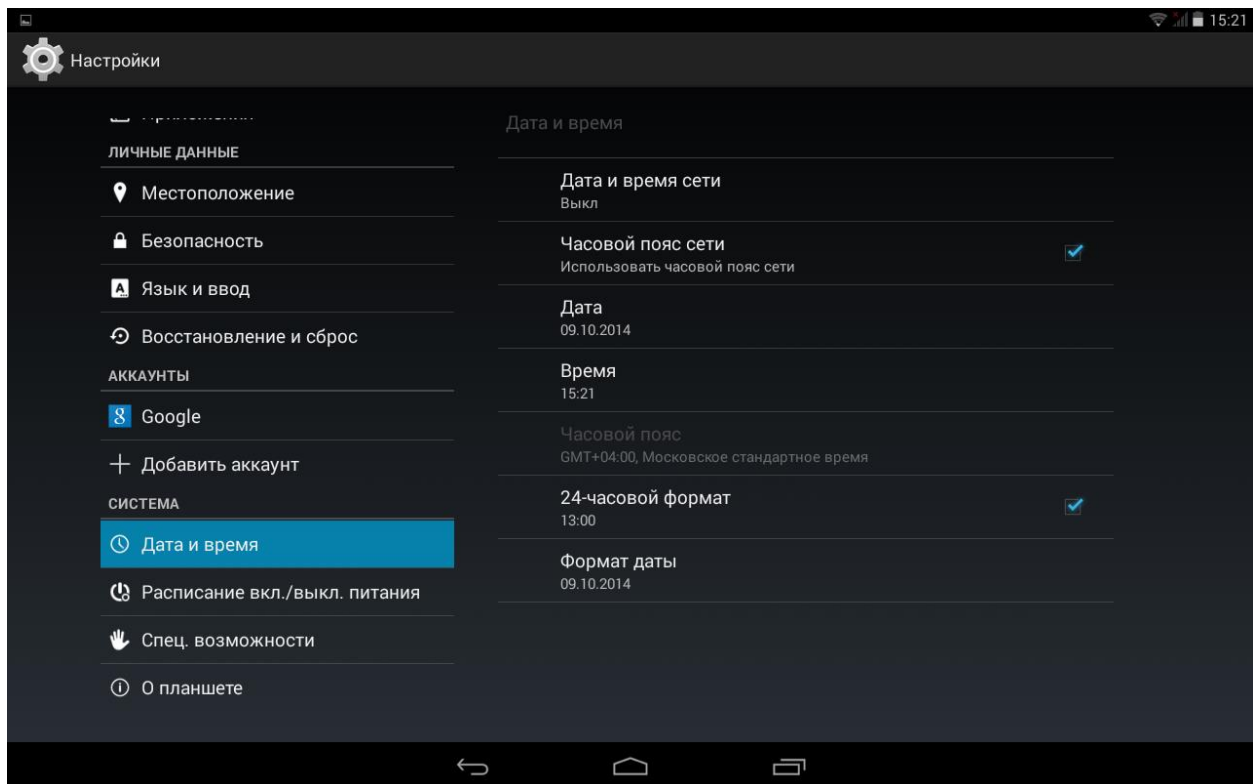 15:21
Настройки
ЛИЧНЫЕ ДАННЫЕ
Местоположение
Безопасность
Язык и ввод
Восстановление и сброс
АККАУНТЫ
Google
Добавить аккаунт
СИСТЕМА
Дата и время
Расписание вкл./выкл. питания
Спец. возможности
О планшете
Дата и время
Дата и время сети
Выкл
Часовой пояс сети
Использовать часовой пояс сети
Дата
09.10.2014
Время
15:21
Часовой пояс
GMT+04:00, Московское стандартное время
24-часовой формат
13:00
Формат даты
09.10.2014